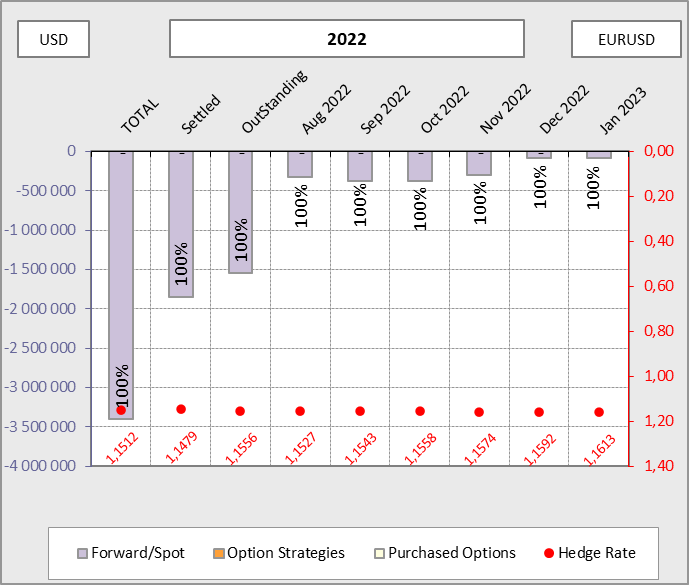 USD
2022
EURUSD
TOTAL
Settled
OutStanding
Aug 2022
Sep 2022
Oct 2022
Nov 2022
Dec 2022
Jan 2023
0
-500 000
-1 000 000
-1 500 000
-2 000 000
-2 500 000
-3 000 000
-3 500 000
-4 000 000
100%
100%
100%
100%
100%
100%
100%
100%
100%
1,1512
1,1479
1,1556
1,1527
1,1543
1,1558
1,1574
1,1592
1,1613
0,00
0,20
0,40
0,60
0,80
1,00
1,20
1,40
Forward/Spot
Option Strategies
Purchased Options
Hedge Rate